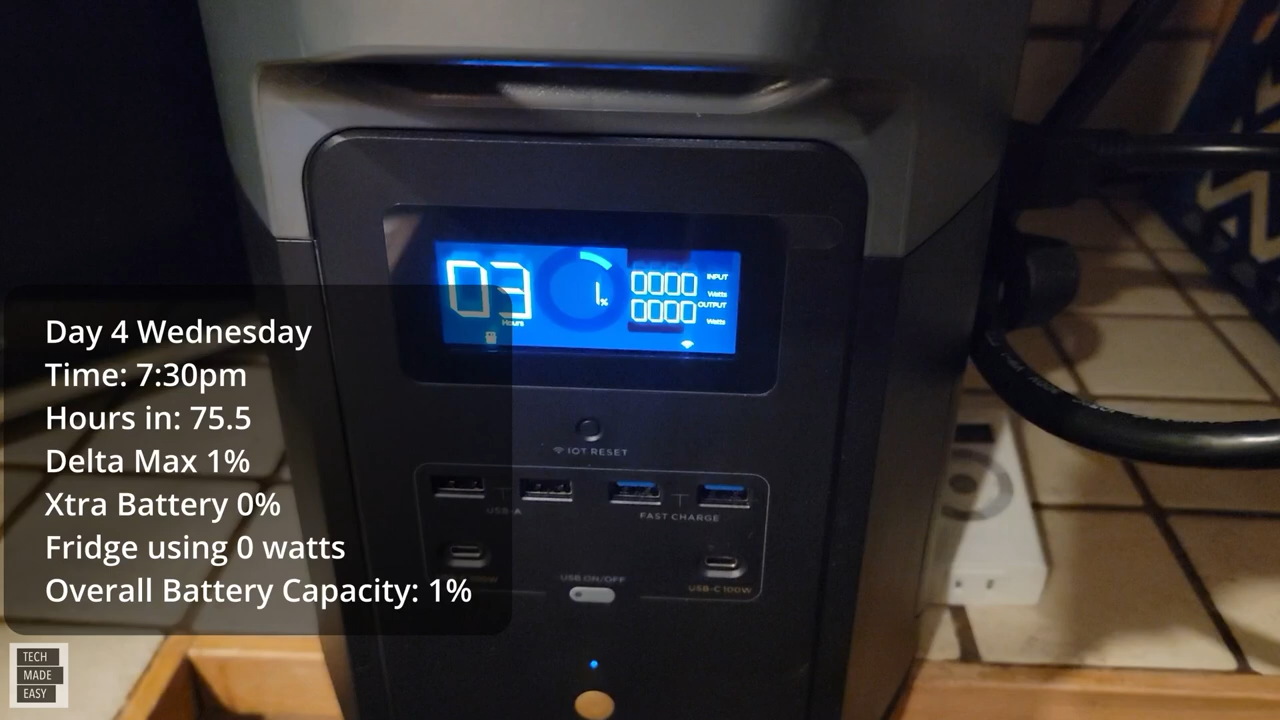 03
Hours
1%
0000
INPUT
Watts
0000
OUTPUT
Watts
IOT RESET
USB-A
FAST CHARGE
USB ON/OFF
USB-C 100W
Day 4 Wednesday
Time: 7:30pm
Hours in: 75.5
Delta Max 1%
Xtra Battery 0%
Fridge using 0 watts
Overall Battery Capacity: 1%
TECH
MADE
EASY